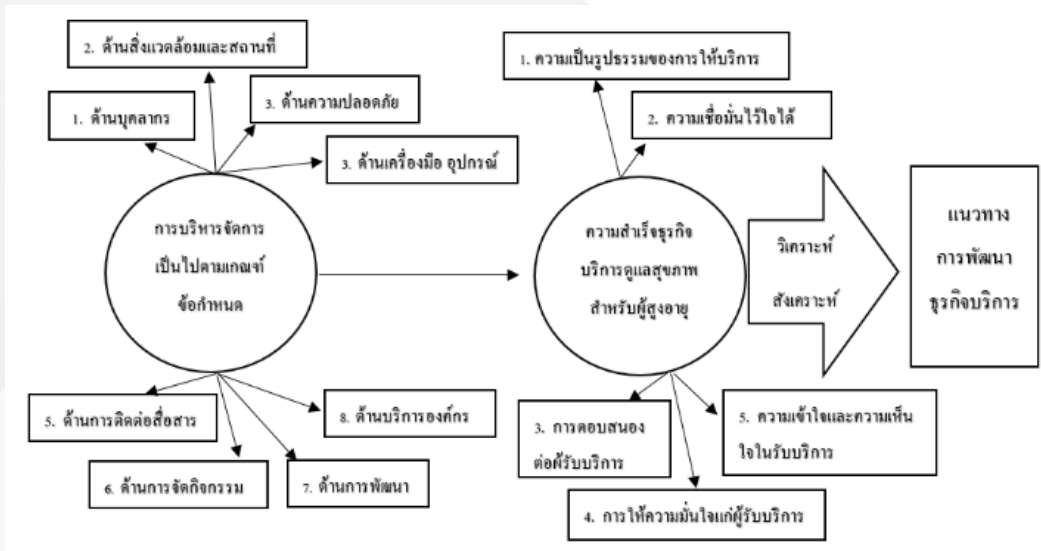 2. ด้านสิ่งแวดล้อมและสถานที่
1. ด้านบุคลากร
3. ด้านความปลอดภัย
3. ด้านเครื่องมือ อุปกรณ์
การบริหารจัดการ
เป็นไปตามเกณฑ์
ข้อกำหนด
5. ด้านการติดต่อสื่อสาร
6. ด้านการจัดกิจกรรม
7. ด้านการพัฒนา
8. ด้านบริการองค์กร
1. ความเป็นรูปธรรมของการให้บริการ
2. ความเชื่อมั่นไว้ใจได้
ความสำเร็จธุรกิจ
บริการดูแลสุขภาพ
สำหรับผู้สูงอายุ
3. การตอบสนอง
ต่อผู้รับบริการ
4. การให้ความมั่นใจแก่ผู้รับบริการ
5. ความเข้าใจและความเห็น
ใจในรับบริการ
วิเคราะห์
สังเคราะห์
แนวทาง
การพัฒนา
ธุรกิจบริการ